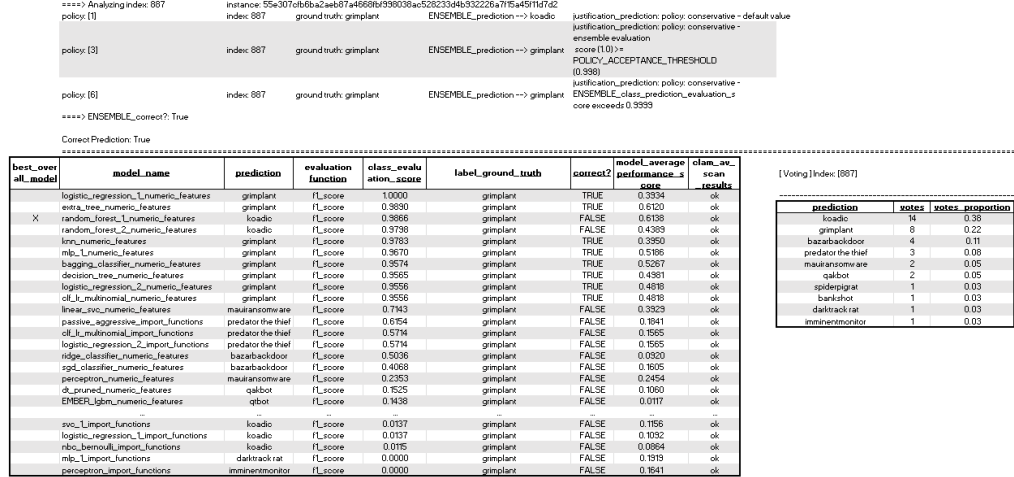 ====> Analyzing index: 887 instance: 55e307cfb6ba2aeb87a4668fbf998038ac528233d4b932226a7f15a45f11d7d2
policy: [1] index: 887 ground truth: grimplant ENSEMBLE_prediction --> koadic justification_prediction: policy: conservative - default value
policy: [3] index: 887 ground truth: grimplant ENSEMBLE_prediction --> grimplant justification_prediction: policy: conservative -
ensemble evaluation
score (1.0) >=
POLICY_ACCEPTANCE_THRESHOLD
(0.998)
policy: [6] index: 887 ground truth: grimplant ENSEMBLE_prediction --> grimplant justification_prediction: policy: conservative -
ENSEMBLE_class_prediction_evaluation_s
core exceeds 0.9999
====> ENSEMBLE_correct?: True
Correct Prediction: True
best_over
all_model model_name prediction evaluation
function class_evalu
ation_score label_ground_truth correct? model_average
performance_s
core clam_av_
scan
_results
logistic_regression_1_numeric_features grimplant f1_score 1.0000 grimplant TRUE 0.3934 ok
extra_tree_numeric_features grimplant f1_score 0.9890 grimplant TRUE 0.6120 ok
X random_forest_1_numeric_features koadic f1_score 0.9866 grimplant FALSE 0.6138 ok
random_forest_2_numeric_features koadic f1_score 0.9798 grimplant FALSE 0.4389 ok
knn_numeric_features grimplant f1_score 0.9783 grimplant TRUE 0.3950 ok
mlp_1_numeric_features grimplant f1_score 0.9670 grimplant TRUE 0.5186 ok
bagging_classifier_numeric_features grimplant f1_score 0.9574 grimplant TRUE 0.5267 ok
decision_tree_numeric_features grimplant f1_score 0.9565 grimplant TRUE 0.4981 ok
logistic_regression_2_numeric_features grimplant f1_score 0.9556 grimplant TRUE 0.4818 ok
clf_lr_multinomial_numeric_features grimplant f1_score 0.9556 grimplant TRUE 0.4818 ok
linear_svc_numeric_features mauiransomware f1_score 0.7143 grimplant FALSE 0.3929 ok
passive_aggressive_import_functions predator the thief f1_score 0.6154 grimplant FALSE 0.1841 ok
clf_lr_multinomial_import_functions predator the thief f1_score 0.5714 grimplant FALSE 0.1565 ok
logistic_regression_2_import_functions predator the thief f1_score 0.5714 grimplant FALSE 0.1565 ok
ridge_classifier_numeric_features bazarbackdoor f1_score 0.5036 grimplant FALSE 0.0920 ok
sgd_classifier_numeric_features bazarbackdoor f1_score 0.4068 grimplant FALSE 0.1605 ok
perceptron_numeric_features mauiransomware f1_score 0.2353 grimplant FALSE 0.2454 ok
dt_pruned_numeric_features qakbot f1_score 0.1525 grimplant FALSE 0.1060 ok
EMBER_lgbm_numeric_features qtbot f1_score 0.1438 grimplant FALSE 0.0117 ok
... ... ... ... ... ... ... ...
svc_1_import_functions koadic f1_score 0.0137 grimplant FALSE 0.1156 ok
logistic_regression_1_import_functions koadic f1_score 0.0137 grimplant FALSE 0.1092 ok
nbc_bernoulli_import_functions koadic f1_score 0.0115 grimplant FALSE 0.0864 ok
mlp_1_import_functions darktrack rat f1_score 0.0000 grimplant FALSE 0.1919 ok
perceptron_import_functions imminentmonitor f1_score 0.0000 grimplant FALSE 0.1641 ok
[ Voting ] Index: [887]
prediction votes votes_proportion
koadic 14 0.38
grimplant 8 0.22
bazarbackdoor 4 0.11
predator the thief 3 0.08
mauiransomware 2 0.05
qakbot 2 0.05
spiderpigrat 1 0.03
bankshot 1 0.03
darktrack rat 1 0.03
imminentmonitor 1 0.03